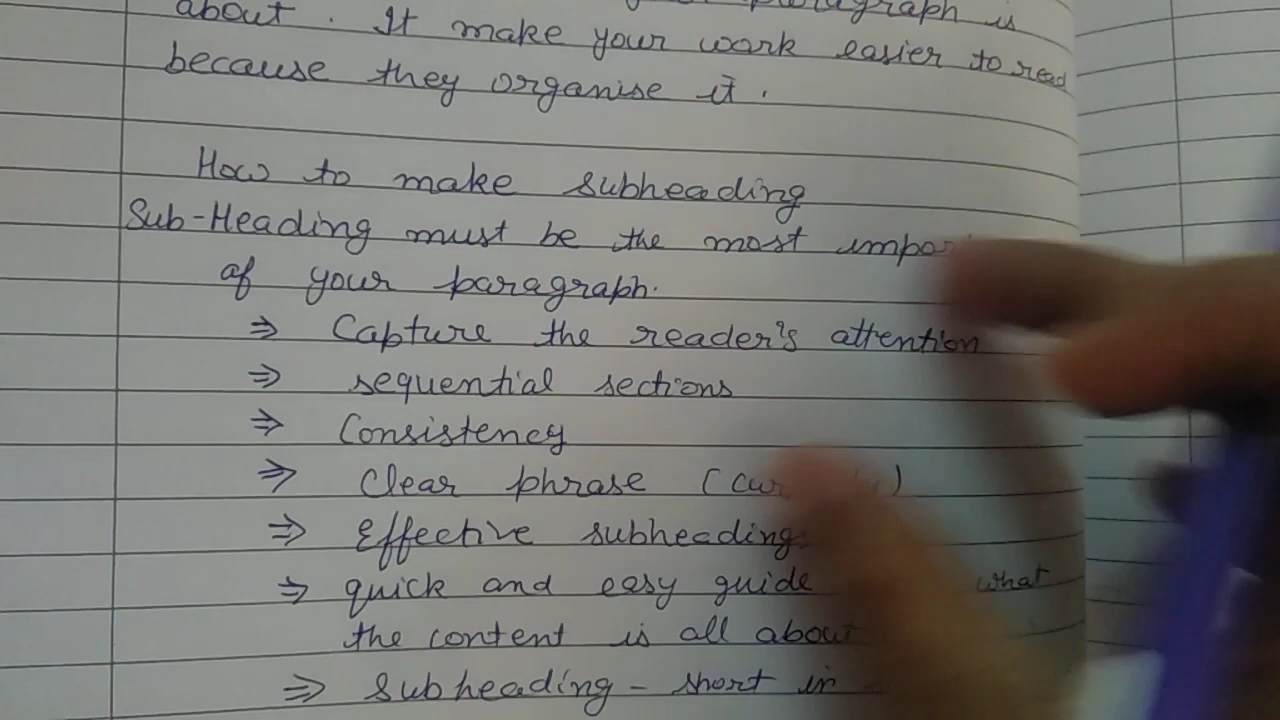 paragraph is
about. It make your work easier to read
because they organise it.
How to make subheading
Sub-Heading must be the most
of your paragraph.
⇒ Capture the reader's attention
⇒ sequential sections
⇒ Consistency
⇒ Clear phrase
⇒ Effective subheading
⇒ quick and easy guide what
the content is all about
⇒ Subheading - short in